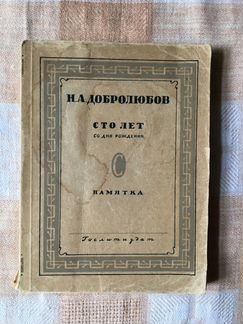 Н.А.ДОБРОЛЮБОВ
СТО ЛЕТ
СО ДНЯ РОЖДЕНИЯ
ПАМЯТКА
Гослитиздат